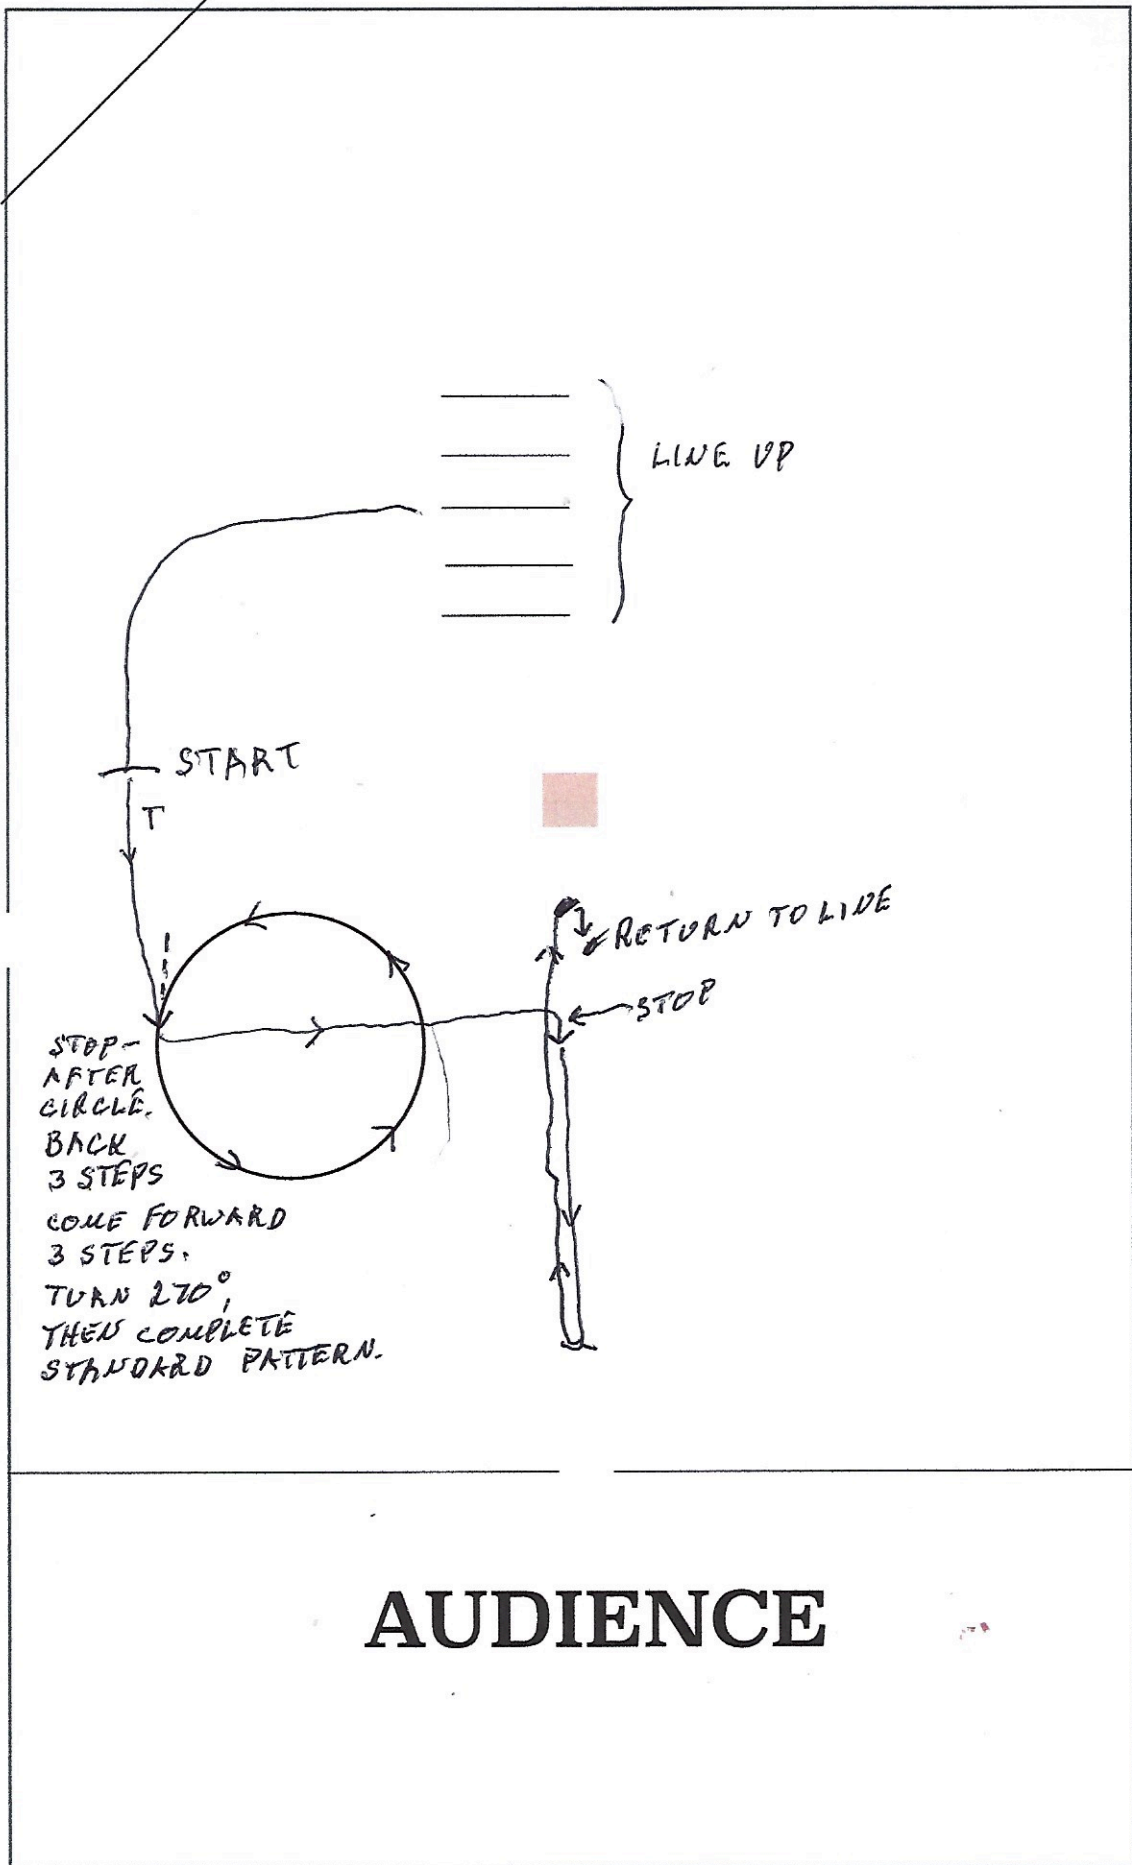 LINE UP
START
T
RETURN TO LINE
STOP
STOP-
AFTER
CIRCLE.
BACK
3 STEPS
COME FORWARD
3 STEPS.
TURN 270°,
THEN COMPLETE
STANDARD PATTERN.
AUDIENCE